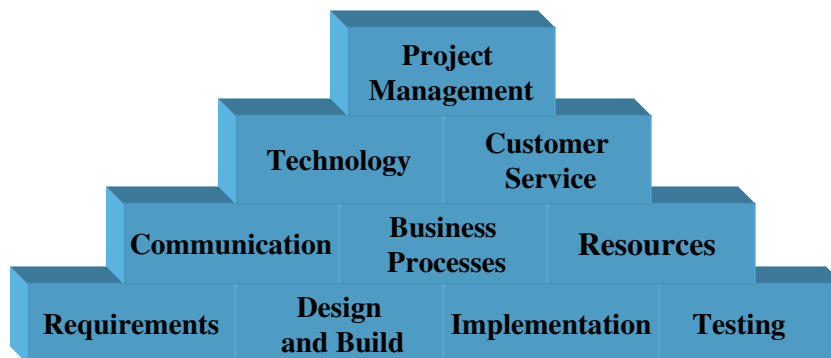 Project
Management
Technology
Customer
Service
Communication
Business
Processes
Resources
Requirements
Design
and Build
Implementation
Testing